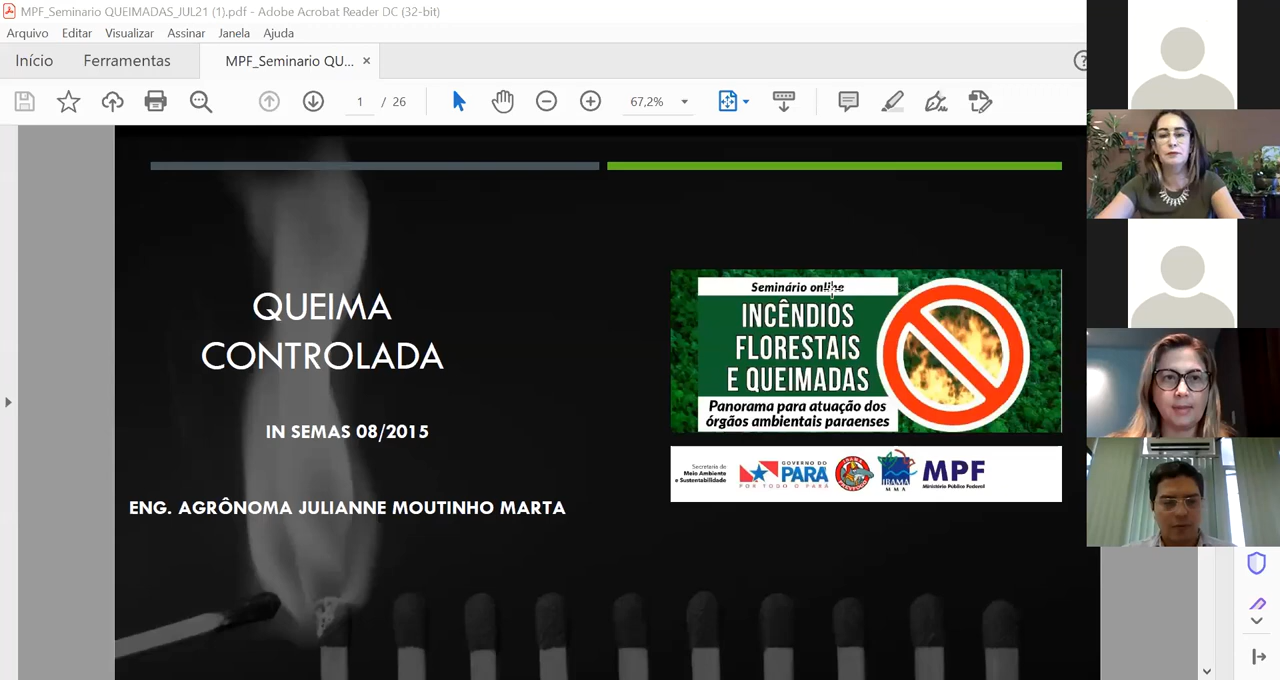 MPF_Seminario QUEIMADAS_JUL21 (1).pdf - Adobe Acrobat Reader DC (32-bit)
Arquivo Editar Visualizar Assinar Janela Ajuda
Início Ferramentas MPF_Seminario QU... ×
1 / 26 67,2%
QUEIMA
CONTROLADA
IN SEMAS 08/2015
ENG. AGRÔNOMA JULIANNE MOUTINHO MARTA
Seminário online
INCÊNDIOS
FLORESTAIS
E QUEIMADAS
Panorama para atuação dos
órgãos ambientais paraenses
Secretaria de
Meio Ambiente
e Sustentabilidade
GOVERNO DO
PARÁ
POR TODO O PARÁ
PREVFOGO
IBAMA
MMA
MPF
Ministério Público Federal